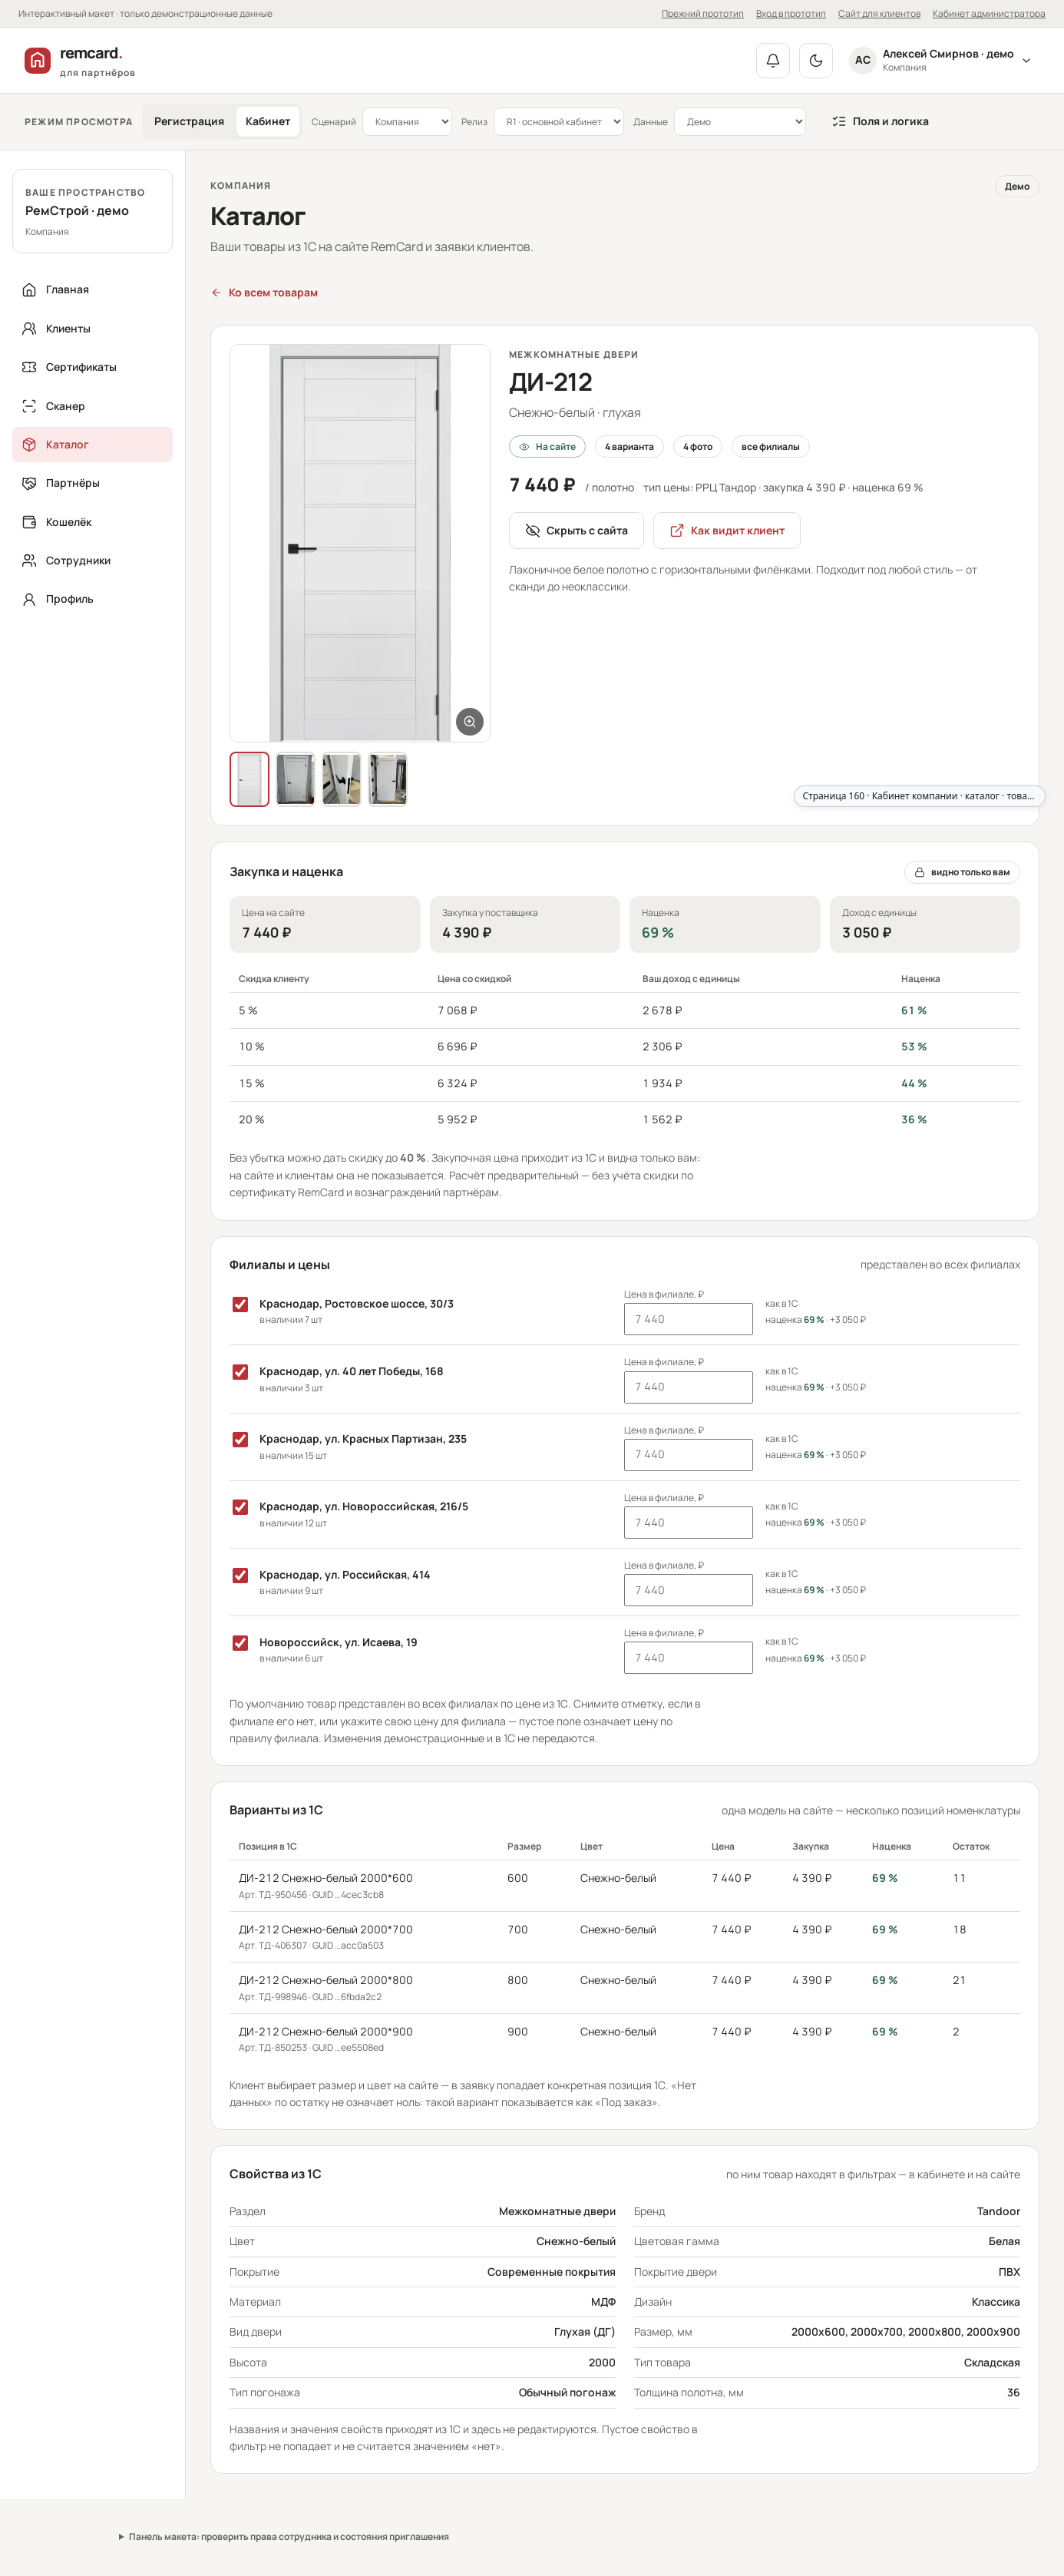 Интерактивный макет · только демонстрационные данные
Прежний прототип Вход в прототип Сайт для клиентов Кабинет администратора
remcard.
для партнёров
АС Алексей Смирнов · демо
Компания
РЕЖИМ ПРОСМОТРА Регистрация Кабинет Сценарий Компания Релиз R1 · основной кабинет Данные Демо Поля и логика
ВАШЕ ПРОСТРАНСТВО
РемСтрой · демо
Компания
Главная
Клиенты
Сертификаты
Сканер
Каталог
Партнёры
Кошелёк
Сотрудники
Профиль
КОМПАНИЯ
Демо
Каталог
Ваши товары из 1С на сайте RemCard и заявки клиентов.
Ко всем товарам
МЕЖКОМНАТНЫЕ ДВЕРИ
ДИ-212
Снежно-белый · глухая
На сайте 4 варианта 4 фото все филиалы
7 440 ₽ / полотно тип цены: РРЦ Тандор · закупка 4 390 ₽ · наценка 69 %
Скрыть с сайта Как видит клиент
Лаконичное белое полотно с горизонтальными филёнками. Подходит под любой стиль — от
сканди до неоклассики.
Страница 160 · Кабинет компании · каталог · това...
Закупка и наценка видно только вам
Цена на сайте Закупка у поставщика Наценка Доход с единицы
7 440 ₽ 4 390 ₽ 69 % 3 050 ₽
Скидка клиенту Цена со скидкой Ваш доход с единицы Наценка
5 % 7 068 ₽ 2 678 ₽ 61 %
10 % 6 696 ₽ 2 306 ₽ 53 %
15 % 6 324 ₽ 1 934 ₽ 44 %
20 % 5 952 ₽ 1 562 ₽ 36 %
Без убытка можно дать скидку до 40 %. Закупочная цена приходит из 1С и видна только вам:
на сайте и клиентам она не показывается. Расчёт предварительный — без учёта скидки по
сертификату RemCard и вознаграждений партнёрам.
Филиалы и цены представлен во всех филиалах
Цена в филиале, ₽
Краснодар, Ростовское шоссе, 30/3 7 440 как в 1С
в наличии 7 шт наценка 69 % · +3 050 ₽
Цена в филиале, ₽
Краснодар, ул. 40 лет Победы, 168 7 440 как в 1С
в наличии 3 шт наценка 69 % · +3 050 ₽
Цена в филиале, ₽
Краснодар, ул. Красных Партизан, 235 7 440 как в 1С
в наличии 15 шт наценка 69 % · +3 050 ₽
Цена в филиале, ₽
Краснодар, ул. Новороссийская, 216/5 7 440 как в 1С
в наличии 12 шт наценка 69 % · +3 050 ₽
Цена в филиале, ₽
Краснодар, ул. Российская, 414 7 440 как в 1С
в наличии 9 шт наценка 69 % · +3 050 ₽
Цена в филиале, ₽
Новороссийск, ул. Исаева, 19 7 440 как в 1С
в наличии 6 шт наценка 69 % · +3 050 ₽
По умолчанию товар представлен во всех филиалах по цене из 1С. Снимите отметку, если в
филиале его нет, или укажите свою цену для филиала — пустое поле означает цену по
правилу филиала. Изменения демонстрационные и в 1С не передаются.
Варианты из 1С одна модель на сайте — несколько позиций номенклатуры
Позиция в 1С Размер Цвет Цена Закупка Наценка Остаток
ДИ-212 Снежно-белый 2000*600 600 Снежно-белый 7 440 ₽ 4 390 ₽ 69 % 11
Арт. ТД-950456 · GUID …4cec3cb8
ДИ-212 Снежно-белый 2000*700 700 Снежно-белый 7 440 ₽ 4 390 ₽ 69 % 18
Арт. ТД-406307 · GUID …acc0a503
ДИ-212 Снежно-белый 2000*800 800 Снежно-белый 7 440 ₽ 4 390 ₽ 69 % 21
Арт. ТД-998946 · GUID …6fbda2c2
ДИ-212 Снежно-белый 2000*900 900 Снежно-белый 7 440 ₽ 4 390 ₽ 69 % 2
Арт. ТД-850253 · GUID …ee5508ed
Клиент выбирает размер и цвет на сайте — в заявку попадает конкретная позиция 1С. «Нет
данных» по остатку не означает ноль: такой вариант показывается как «Под заказ».
Свойства из 1С по ним товар находят в фильтрах — в кабинете и на сайте
Раздел Межкомнатные двери Бренд Tandoor
Цвет Снежно-белый Цветовая гамма Белая
Покрытие Современные покрытия Покрытие двери ПВХ
Материал МДФ Дизайн Классика
Вид двери Глухая (ДГ) Размер, мм 2000х600, 2000х700, 2000х800, 2000х900
Высота 2000 Тип товара Складская
Тип погонажа Обычный погонаж Толщина полотна, мм 36
Названия и значения свойств приходят из 1С и здесь не редактируются. Пустое свойство в
фильтр не попадает и не считается значением «нет».
Панель макета: проверить права сотрудника и состояния приглашения